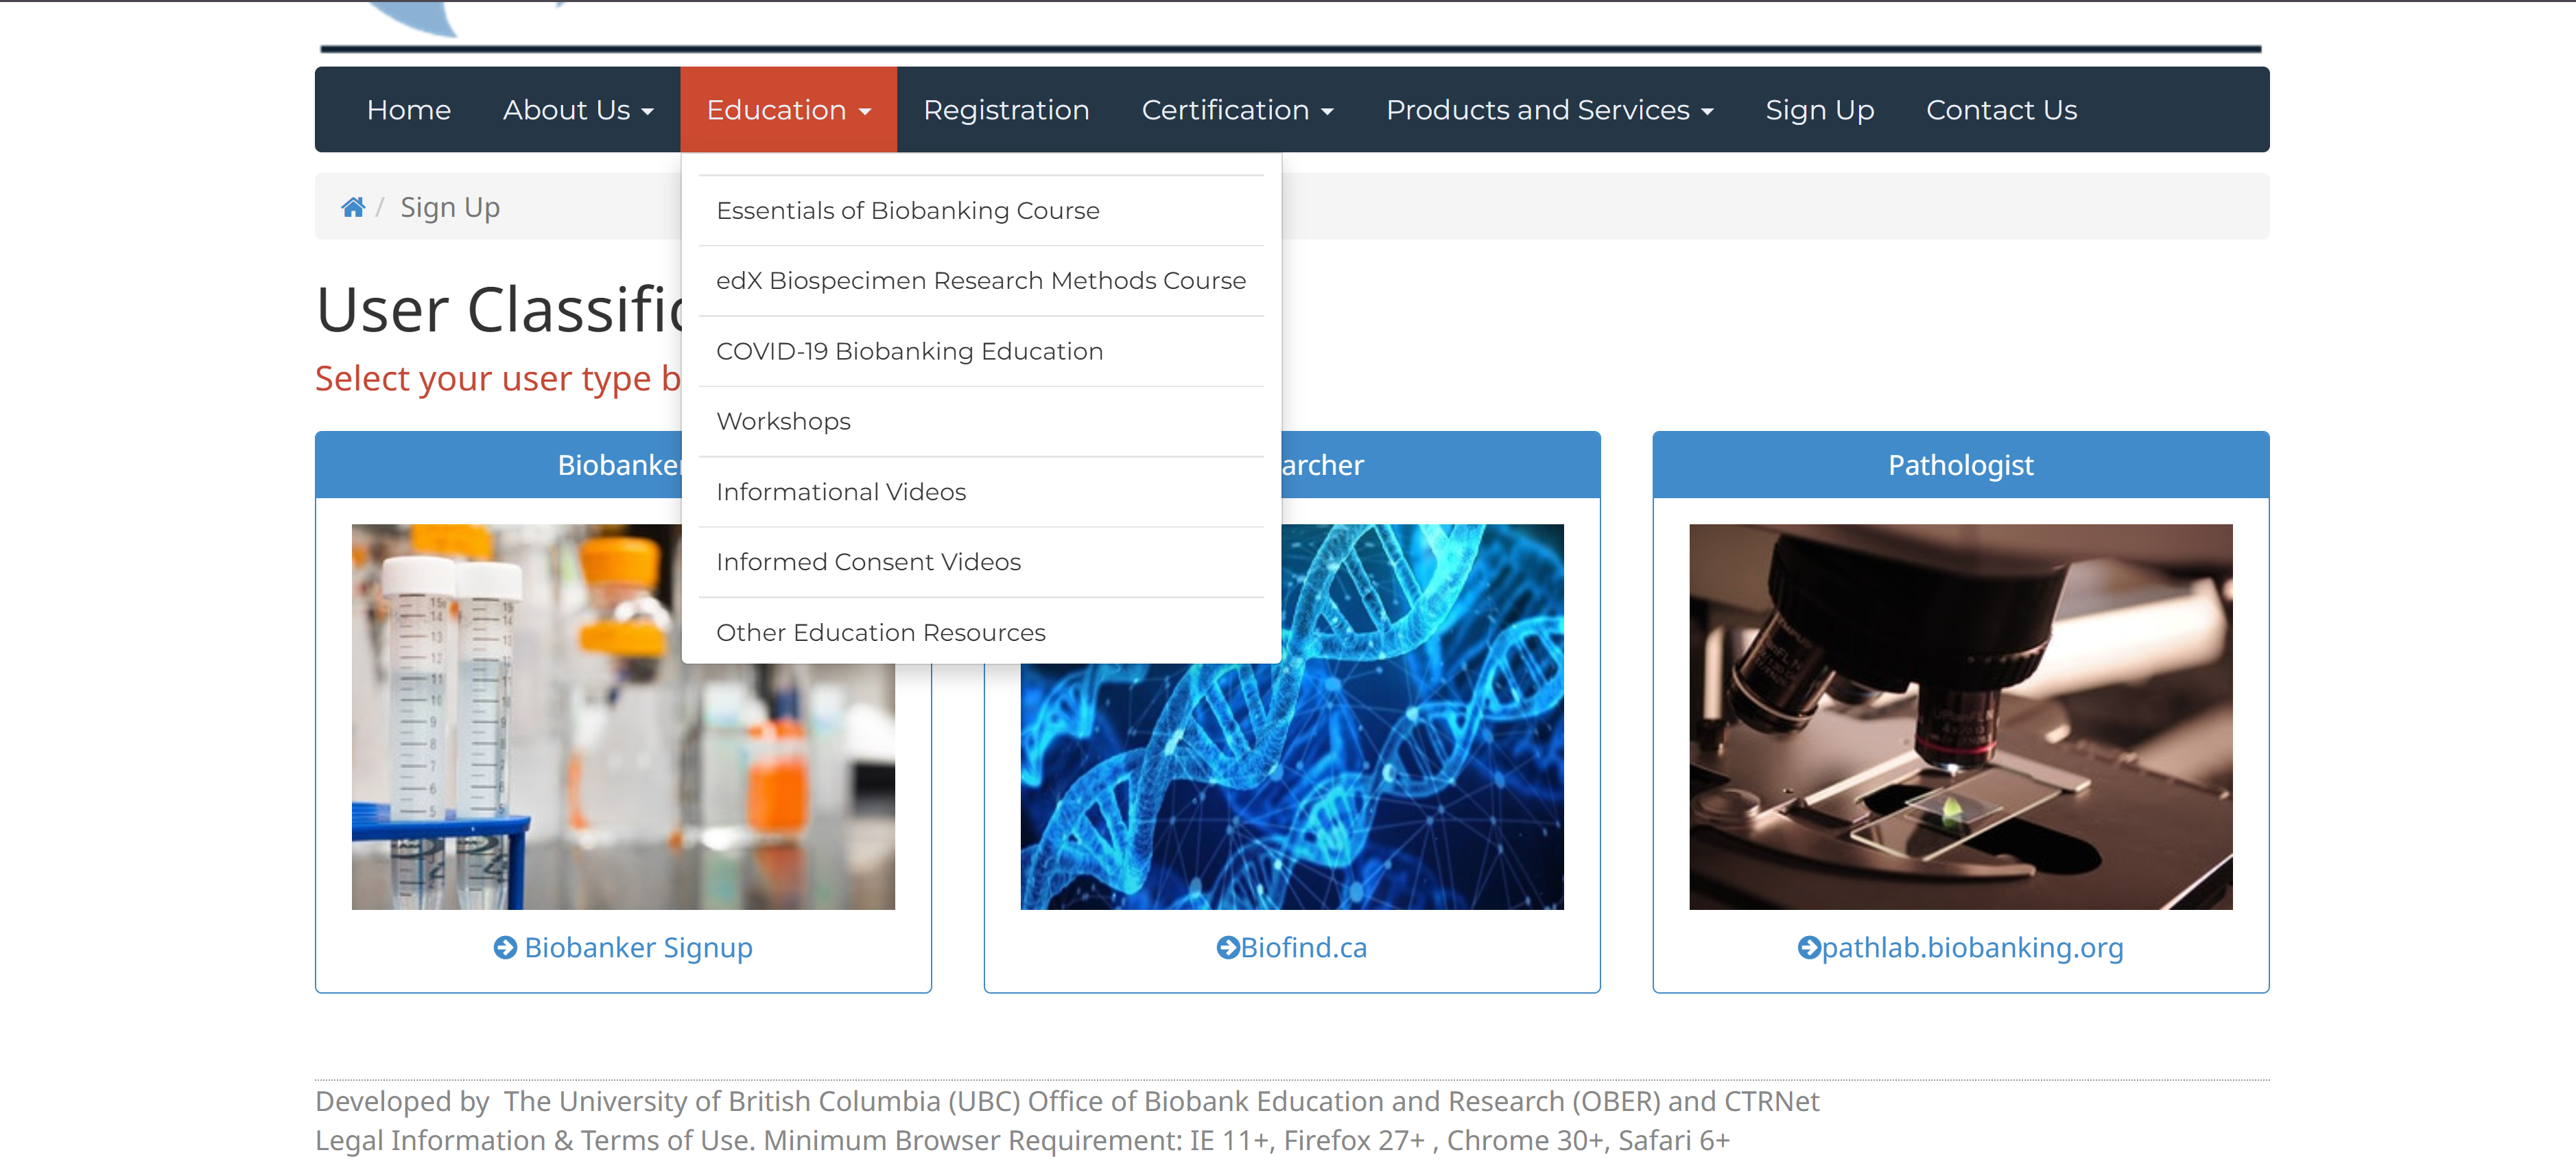 Home About Us Education Registration Certification Products and Services Sign Up Contact Us
/ Sign Up
Essentials of Biobanking Course
edX Biospecimen Research Methods Course
COVID-19 Biobanking Education
Workshops
Informational Videos
Informed Consent Videos
Other Education Resources
User
Select your user type
Pathologist
Biobanker Signup
Biofind.ca
pathlab.biobanking.org
Developed by The University of British Columbia (UBC) Office of Biobank Education and Research (OBER) and CTRNet
Legal Information & Terms of Use. Minimum Browser Requirement: IE 11+, Firefox 27+ , Chrome 30+, Safari 6+